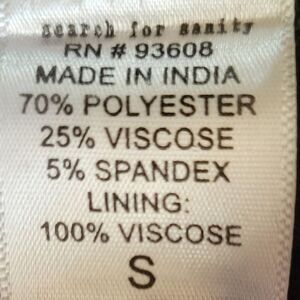 search for sanity
RN # 93608
MADE IN INDIA
70% POLYESTER
25% VISCOSE
5% SPANDEX
LINING:
100% VISCOSE
S